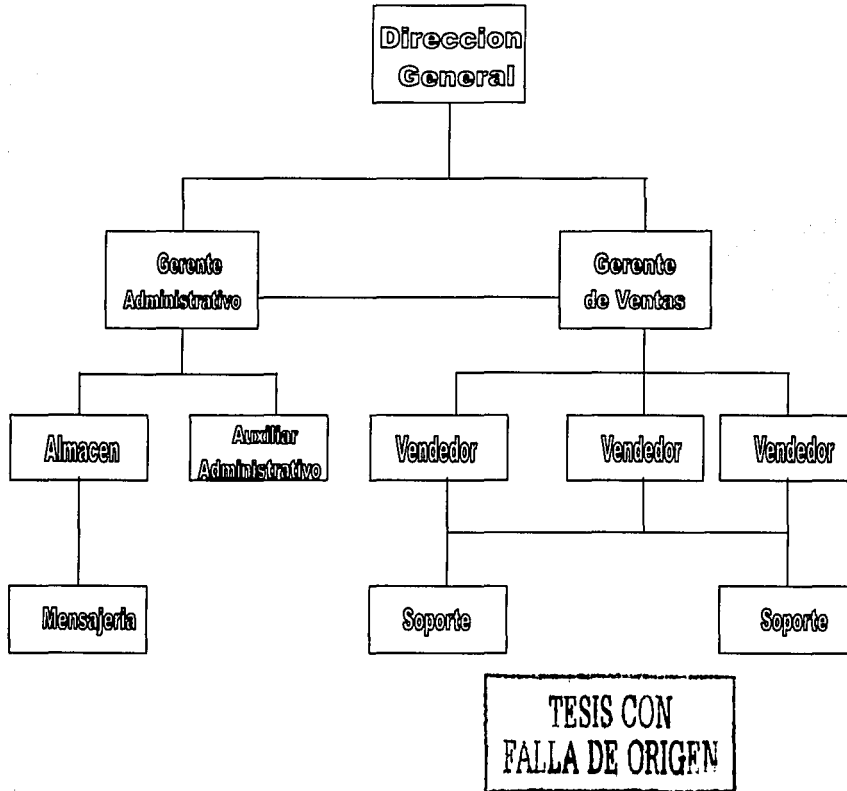 Direccion
General
Gerente
Administrativo
Gerente
de Ventas
Almacen
Auxiliar
Administrativo
Vendedor
Vendedor
Vendedor
Mensajeria
Soporte
Soporte
TESIS CON
FALLA DE ORIGEN